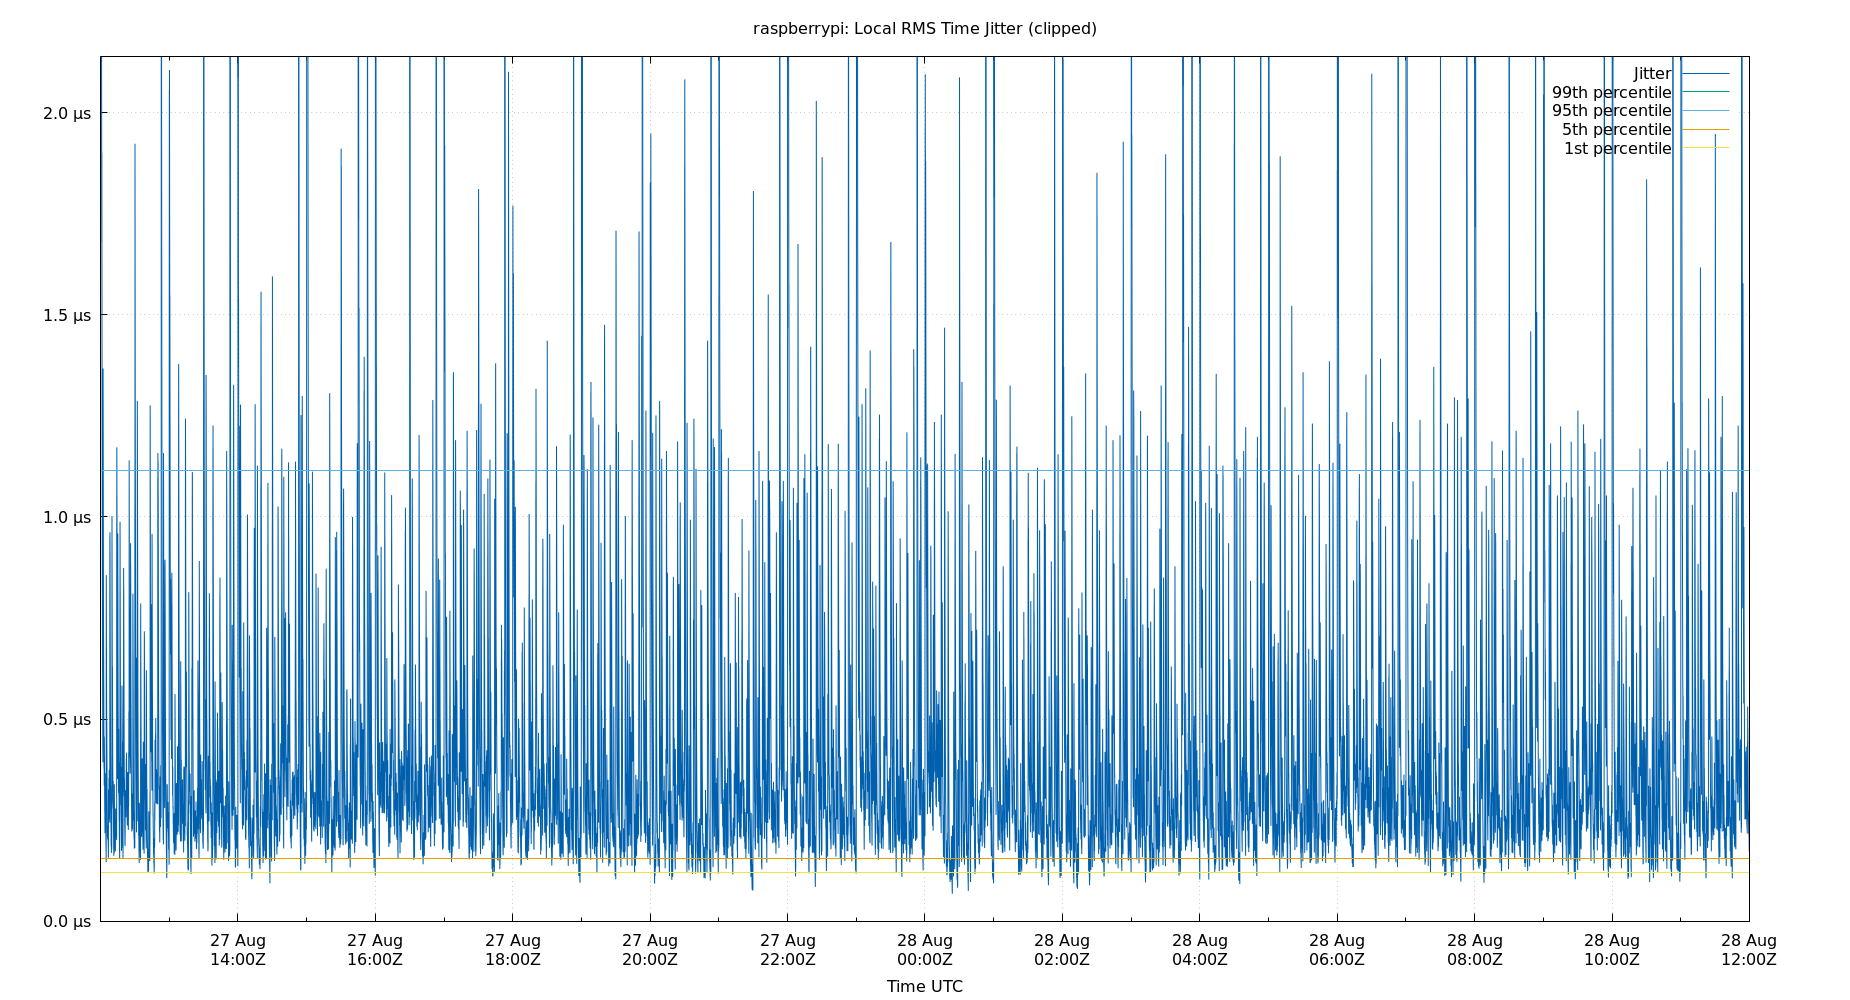 raspberrypi: Local RMS Time Jitter (clipped)
Jitter
99th percentile
95th percentile
5th percentile
1st percentile
2.0 µs
1.5 µs
1.0 µs
0.5 µs
0.0 µs
27 Aug 27 Aug 27 Aug 27 Aug 27 Aug 28 Aug 28 Aug 28 Aug 28 Aug 28 Aug 28 Aug 28 Aug
14:00Z 16:00Z 18:00Z 20:00Z 22:00Z 00:00Z 02:00Z 04:00Z 06:00Z 08:00Z 10:00Z 12:00Z
Time UTC